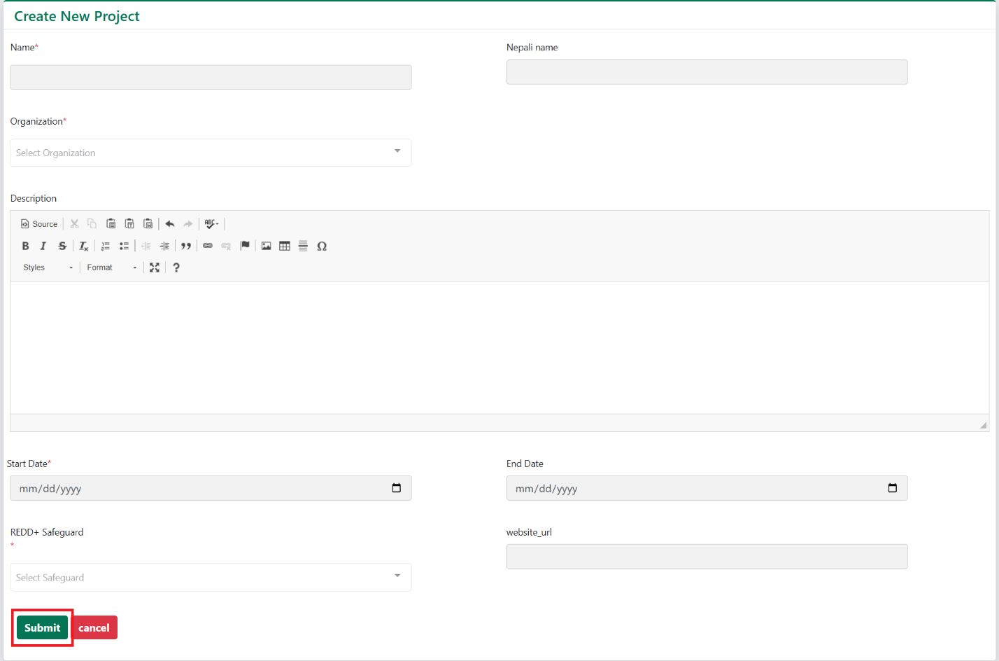 Create New Project
Name* Nepali name
Organization*
Select Organization
Description
Source ABC
B I S Tx Ω
Styles Format ?
Start Date* End Date
mm/dd/yyyy mm/dd/yyyy
REDD+ Safeguard website_url
*
Select Safeguard
Submit cancel